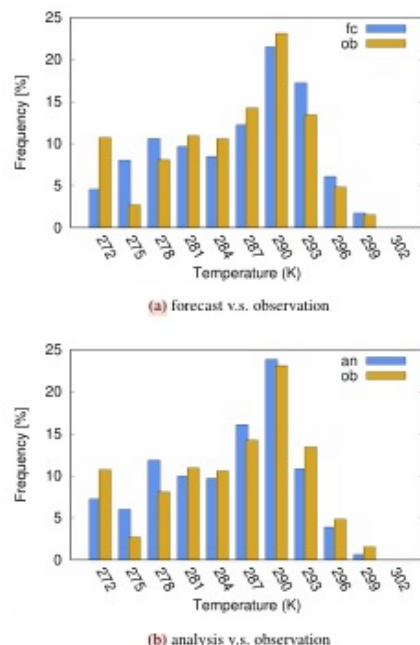 25
20
15
10
5
0
Frequency [%]
fc
ob
272 275 278 281 284 287 290 293 296 299 302
Temperature (K)
(a) forecast v.s. observation
25
20
15
10
5
0
Frequency [%]
an
ob
272 275 278 281 284 287 290 293 296 299 302
Temperature (K)
(b) analysis v.s. observation